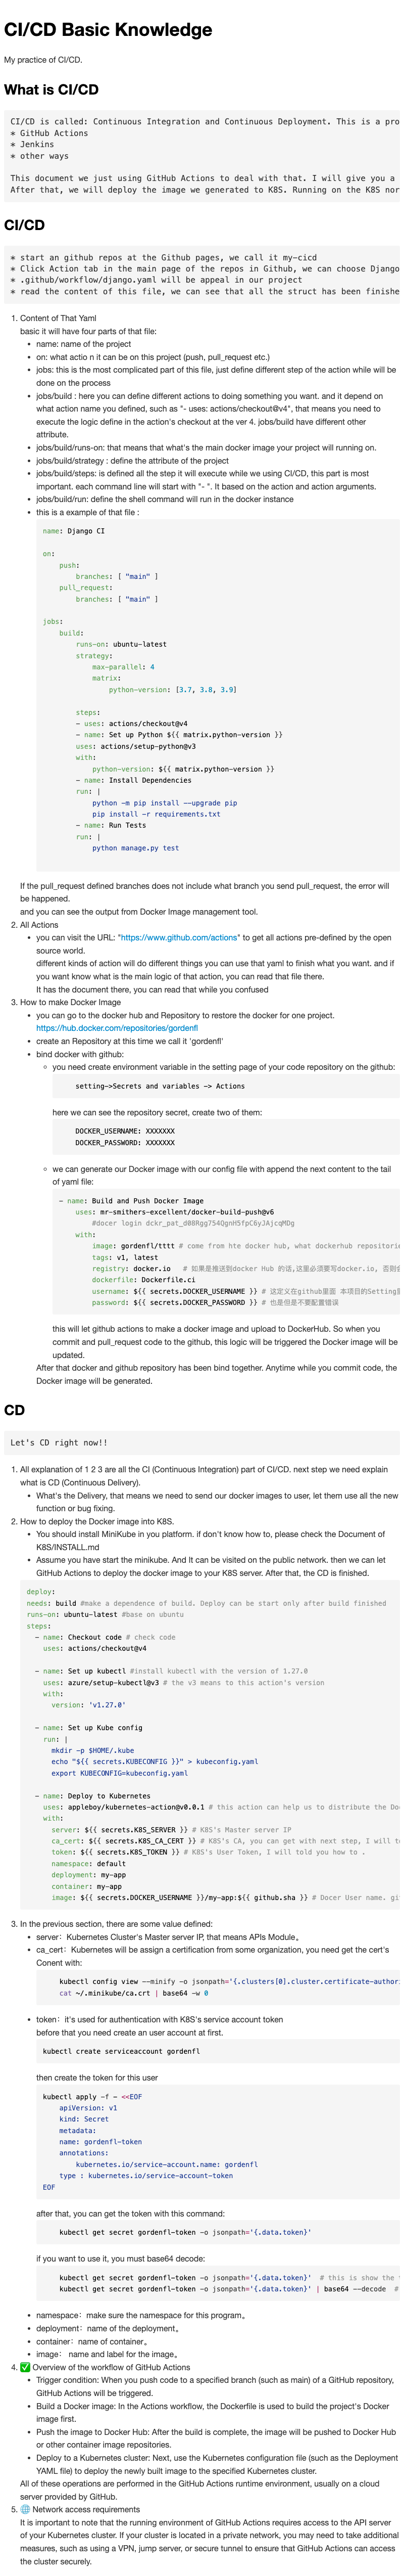 CI/CD Basic Knowledge
My practice of CI/CD.
What is CI/CD
CI/CD is called: Continuous Integration and Continuous Deployment. This is a pro
* GitHub Actions
* Jenkins
* other ways
This document we just using GitHub Actions to deal with that. I will give you a
After that, we will deploy the image we generated to K8S. Running on the K8S nor
CI/CD
* start an github repos at the Github pages, we call it my-cicd
* Click Action tab in the main page of the repos in Github, we can choose Django
* .github/workflow/django.yaml will be appeal in our project
* read the content of this file, we can see that all the struct has been finishe
1. Content of That Yaml
basic it will have four parts of that file:
• name: name of the project
• on: what actio n it can be on this project (push, pull_request etc.)
• jobs: this is the most complicated part of this file, just define different step of the action while will be
done on the process
• jobs/build : here you can define different actions to doing something you want. and it depend on
what action name you defined, such as "- uses: actions/checkout@v4", that means you need to
execute the logic define in the action's checkout at the ver 4. jobs/build have different other
attribute.
• jobs/build/runs-on: that means that what's the main docker image your project will running on.
• jobs/build/strategy : define the attribute of the project
• jobs/build/steps: is defined all the step it will execute while we using CI/CD, this part is most
important. each command line will start with "- ". It based on the action and action arguments.
• jobs/build/run: define the shell command will run in the docker instance
• this is a example of that file :
name: Django CI
on:
push:
branches: [ "main" ]
pull_request:
branches: [ "main" ]
jobs:
build:
runs-on: ubuntu-latest
strategy:
max-parallel: 4
matrix:
python-version: [3.7, 3.8, 3.9]
steps:
- uses: actions/checkout@v4
- name: Set up Python ${{ matrix.python-version }}
uses: actions/setup-python@v3
with:
python-version: ${{ matrix.python-version }}
- name: Install Dependencies
run: |
python -m pip install --upgrade pip
pip install -r requirements.txt
- name: Run Tests
run: |
python manage.py test
If the pull_request defined branches does not include what branch you send pull_request, the error will
be happened.
and you can see the output from Docker Image management tool.
2. All Actions
• you can visit the URL: "https://www.github.com/actions" to get all actions pre-defined by the open
source world.
different kinds of action will do different things you can use that yaml to finish what you want. and if
you want know what is the main logic of that action, you can read that file there.
It has the document there, you can read that while you confused
3. How to make Docker Image
• you can go to the docker hub and Repository to restore the docker for one project.
https://hub.docker.com/repositories/gordenfl
• create an Repository at this time we call it 'gordenfl'
• bind docker with github:
◦ you need create environment variable in the setting page of your code repository on the github:
setting->Secrets and variables -> Actions
here we can see the repository secret, create two of them:
DOCKER_USERNAME: XXXXXXX
DOCKER_PASSWORD: XXXXXXX
◦ we can generate our Docker image with our config file with append the next content to the tail
of yaml file:
- name: Build and Push Docker Image
uses: mr-smithers-excellent/docker-build-push@v6
with:
image: gordenfl/tttt # come from hte docker hub, what dockerhub repositorie
tags: v1, latest
registry: docker.io # 如果是推送到docker Hub 的话,这里必须要写docker.io, 否则会
dockerfile: Dockerfile.ci
username: ${{ secrets.DOCKER_USERNAME }} # 这定义在github里面 本项目的Setting里
password: ${{ secrets.DOCKER_PASSWORD }} # 也是但是不要配置错误
this will let github actions to make a docker image and upload to DockerHub. So when you
commit and pull_request code to the github, this logic will be triggered the Docker image will be
updated.
After that docker and github repository has been bind together. Anytime while you commit code, the
Docker image will be generated.
CD
Let's CD right now!!
1. All explanation of 1 2 3 are all the CI (Continuous Integration) part of CI/CD. next step we need explain
what is CD (Continuous Delivery).
• What's the Delivery, that means we need to send our docker images to user, let them use all the new
function or bug fixing.
2. How to deploy the Docker image into K8S.
• You should install MiniKube in you platform. if don't know how to, please check the Document of
K8S/INSTALL.md
• Assume you have start the minikube. And It can be visited on the public network. then we can let
GitHub Actions to deploy the docker image to your K8S server. After that, the CD is finished.
deploy:
needs: build #make a dependence of build. Deploy can be start only after build finished
runs-on: ubuntu-latest #base on ubuntu
steps:
- name: Checkout code # check code
uses: actions/checkout@v4
- name: Set up kubectl #install kubectl with the version of 1.27.0
uses: azure/setup-kubectl@v3 # the v3 means to this action's version
with:
version: 'v1.27.0'
- name: Set up Kube config
run: |
mkdir -p $HOME/.kube
echo "${{ secrets.KUBECONFIG }}" > kubeconfig.yaml
export KUBECONFIG=kubeconfig.yaml
- name: Deploy to Kubernetes
uses: appleboy/kubernetes-action@v0.0.1 # this action can help us to distribute the Do
with:
server: ${{ secrets.K8S_SERVER }} # K8S's Master server IP
ca_cert: ${{ secrets.K8S_CA_CERT }} # K8S's CA, you can get with next step, I will t
token: ${{ secrets.K8S_TOKEN }} # K8S's User Token, I will told you how to .
namespace: default
deployment: my-app
container: my-app
image: ${{ secrets.DOCKER_USERNAME }}/my-app:${{ github.sha }} # Docer User name. gi
3. In the previous section, there are some value defined:
• server：Kubernetes Cluster's Master server IP, that means APIs Module。
• ca_cert：Kubernetes will be assign a certification from some organization, you need get the cert's
Conent with:
kubectl config view --minify -o jsonpath='{.clusters[0].cluster.certificate-authori
cat ~/.minikube/ca.crt | base64 -w 0
• token：it's used for authentication with K8S's service account token
before that you need create an user account at first.
kubectl create serviceaccount gordenfl
then create the token for this user
kubectl apply -f - <<EOF
apiVersion: v1
kind: Secret
metadata:
name: gordenfl-token
annotations:
kubernetes.io/service-account.name: gordenfl
type : kubernetes.io/service-account-token
EOF
after that, you can get the token with this command:
kubectl get secret gordenfl-token -o jsonpath='{.data.token}'
if you want to use it, you must base64 decode:
kubectl get secret gordenfl-token -o jsonpath='{.data.token}' # this is show the
kubectl get secret gordenfl-token -o jsonpath='{.data.token}' | base64 --decode #
• namespace：make sure the namespace for this program。
• deployment：name of the deployment。
• container：name of container。
• image： name and label for the image。
4. ✅ Overview of the workflow of GitHub Actions
• Trigger condition: When you push code to a specified branch (such as main) of a GitHub repository,
GitHub Actions will be triggered.
• Build a Docker image: In the Actions workflow, the Dockerfile is used to build the project's Docker
image first.
• Push the image to Docker Hub: After the build is complete, the image will be pushed to Docker Hub
or other container image repositories.
• Deploy to a Kubernetes cluster: Next, use the Kubernetes configuration file (such as the Deployment
YAML file) to deploy the newly built image to the specified Kubernetes cluster.
All of these operations are performed in the GitHub Actions runtime environment, usually on a cloud
server provided by GitHub.
5. 🌐 Network access requirements
It is important to note that the running environment of GitHub Actions requires access to the API server
of your Kubernetes cluster. If your cluster is located in a private network, you may need to take additional
measures, such as using a VPN, jump server, or secure tunnel to ensure that GitHub Actions can access
the cluster securely.